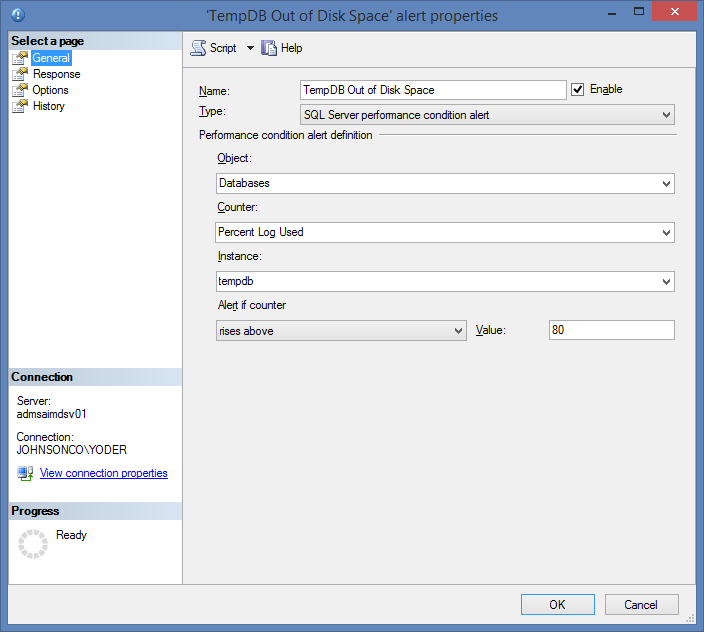 'TempDB Out of Disk Space' alert properties
Select a page
General
Response
Options
History
Script Help
Name: TempDB Out of Disk Space Enable
Type: SQL Server performance condition alert
Performance condition alert definition
Object:
Databases
Counter:
Percent Log Used
Instance:
tempdb
Alert if counter
rises above Value: 80
Connection
Server:
admsaimdsv01
Connection:
JOHNSONCO\YODER
View connection properties
Progress
Ready
OK Cancel